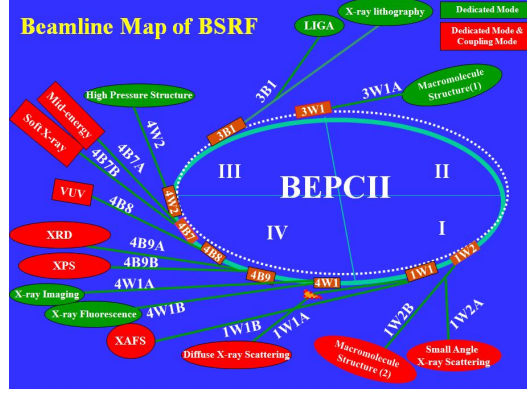 Beamline Map of BSRF
LIGA
X-ray lithography
Dedicated Mode
Dedicated Mode &
Coupling Mode
High Pressure Structure
3B1
3W1A
Macromolecule
Structure(1)
Mid-energy
Soft X-ray
4W2
4B7A
4B7B
3B1
3W1
III
II
BEPCII
VUV
4B8
4W2
4B7
IV
I
XRD
4B9A
4B8
1W2
XPS
4B9B
4B9
4W1
1W1
X-ray Imaging
4W1A
X-ray Fluorescence
4W1B
XAFS
1W1B
1W1A
1W2B
1W2A
Diffuse X-ray Scattering
Macromolecule
Structure (2)
Small Angle
X-ray Scattering